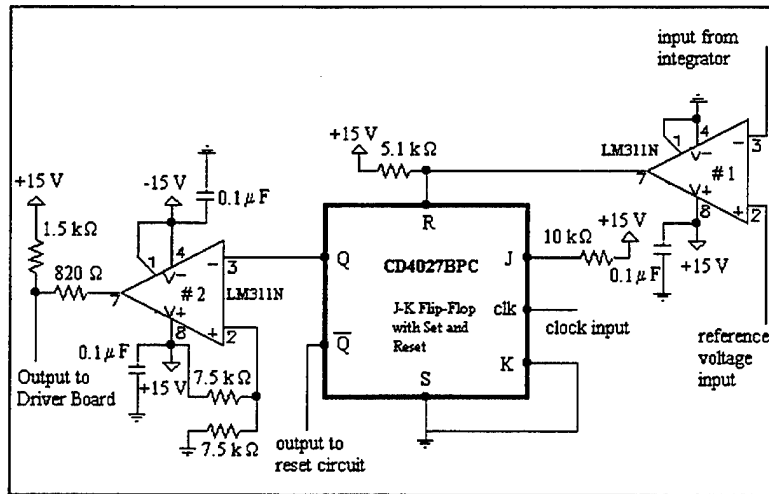 input from
integrator
+15 V
5.1 kΩ
LM311N
1
4
V-
-
3
7
#1
V+
8
+
2
+15 V
-15 V
0.1 μF
R
1.5 kΩ
10 kΩ
+15 V
0.1 μF
+15 V
1
4
V-
-
3
Q
CD4027BPC
J
820 Ω
7
#2
LM311N
V+
8
+
2
J-K Flip-Flop
with Set and
Reset
clk
clock input
Q
K
reference
voltage
input
0.1 μF
+15 V
7.5 kΩ
Output to
Driver Board
S
7.5 kΩ
output to
reset circuit